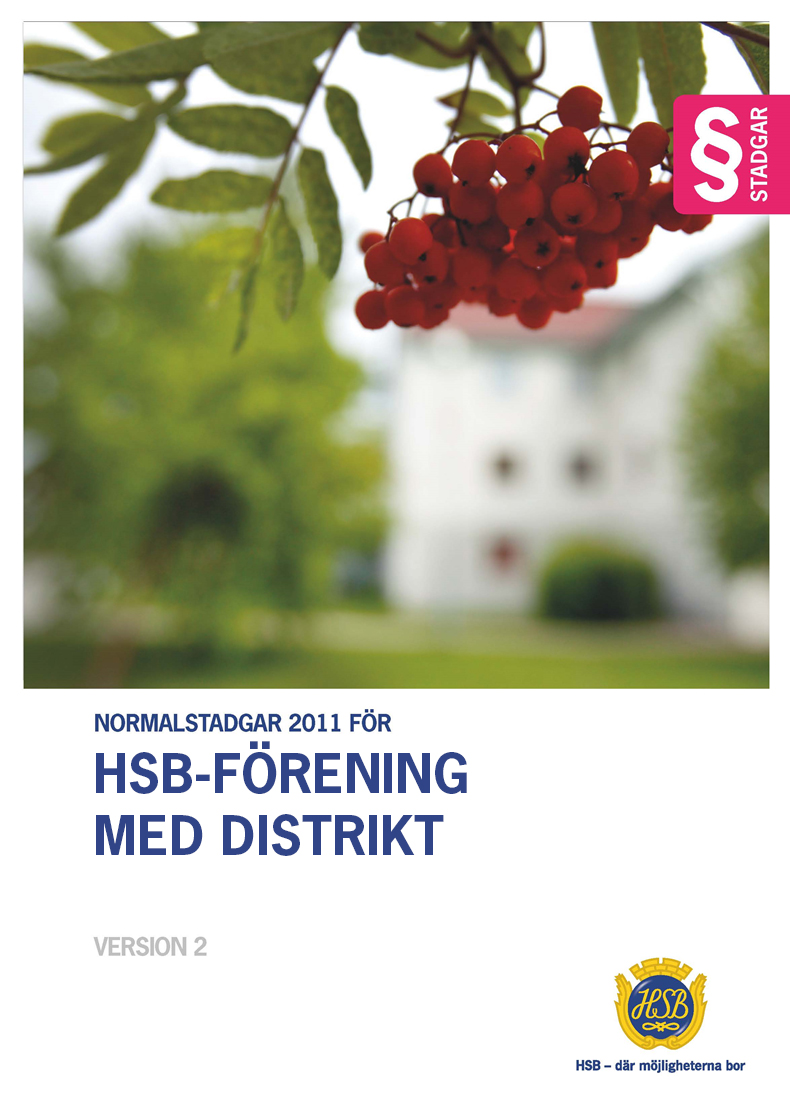 § STADGAR
NORMALSTADGAR 2011 FÖR
HSB-FÖRENING
MED DISTRIKT
VERSION 2
HSB
HSB – där möjligheterna bor